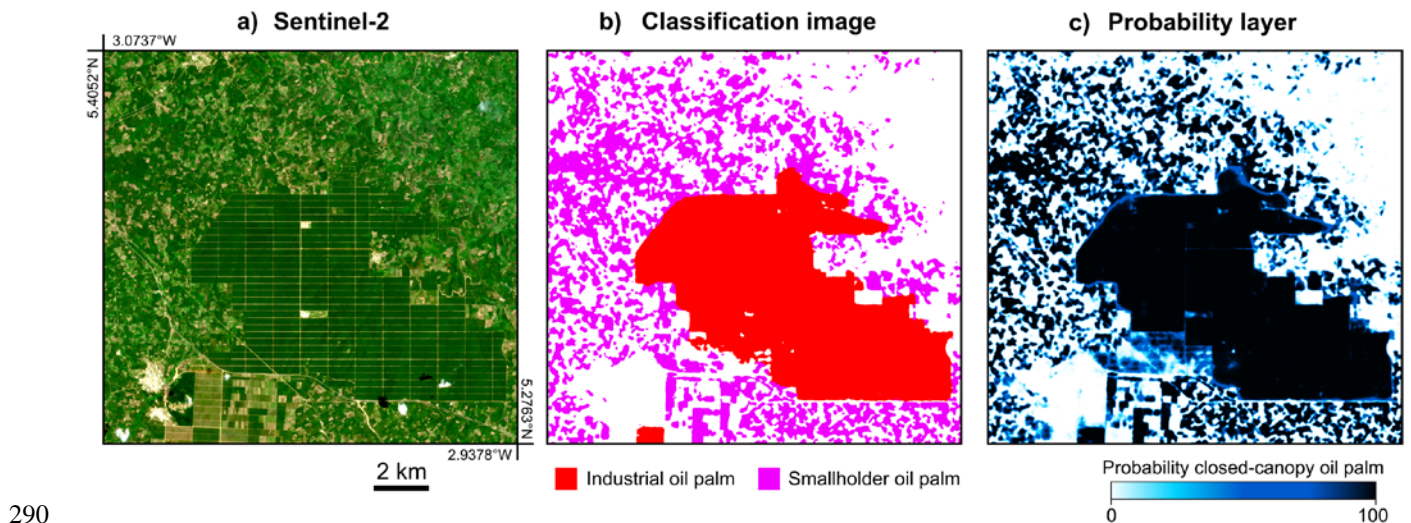 a) Sentinel-2
b) Classification image
c) Probability layer
3.0737°W
5.4052°N
5.2763°N
2.9378°W
2 km
Industrial oil palm
Smallholder oil palm
Probability closed-canopy oil palm
0
100
290